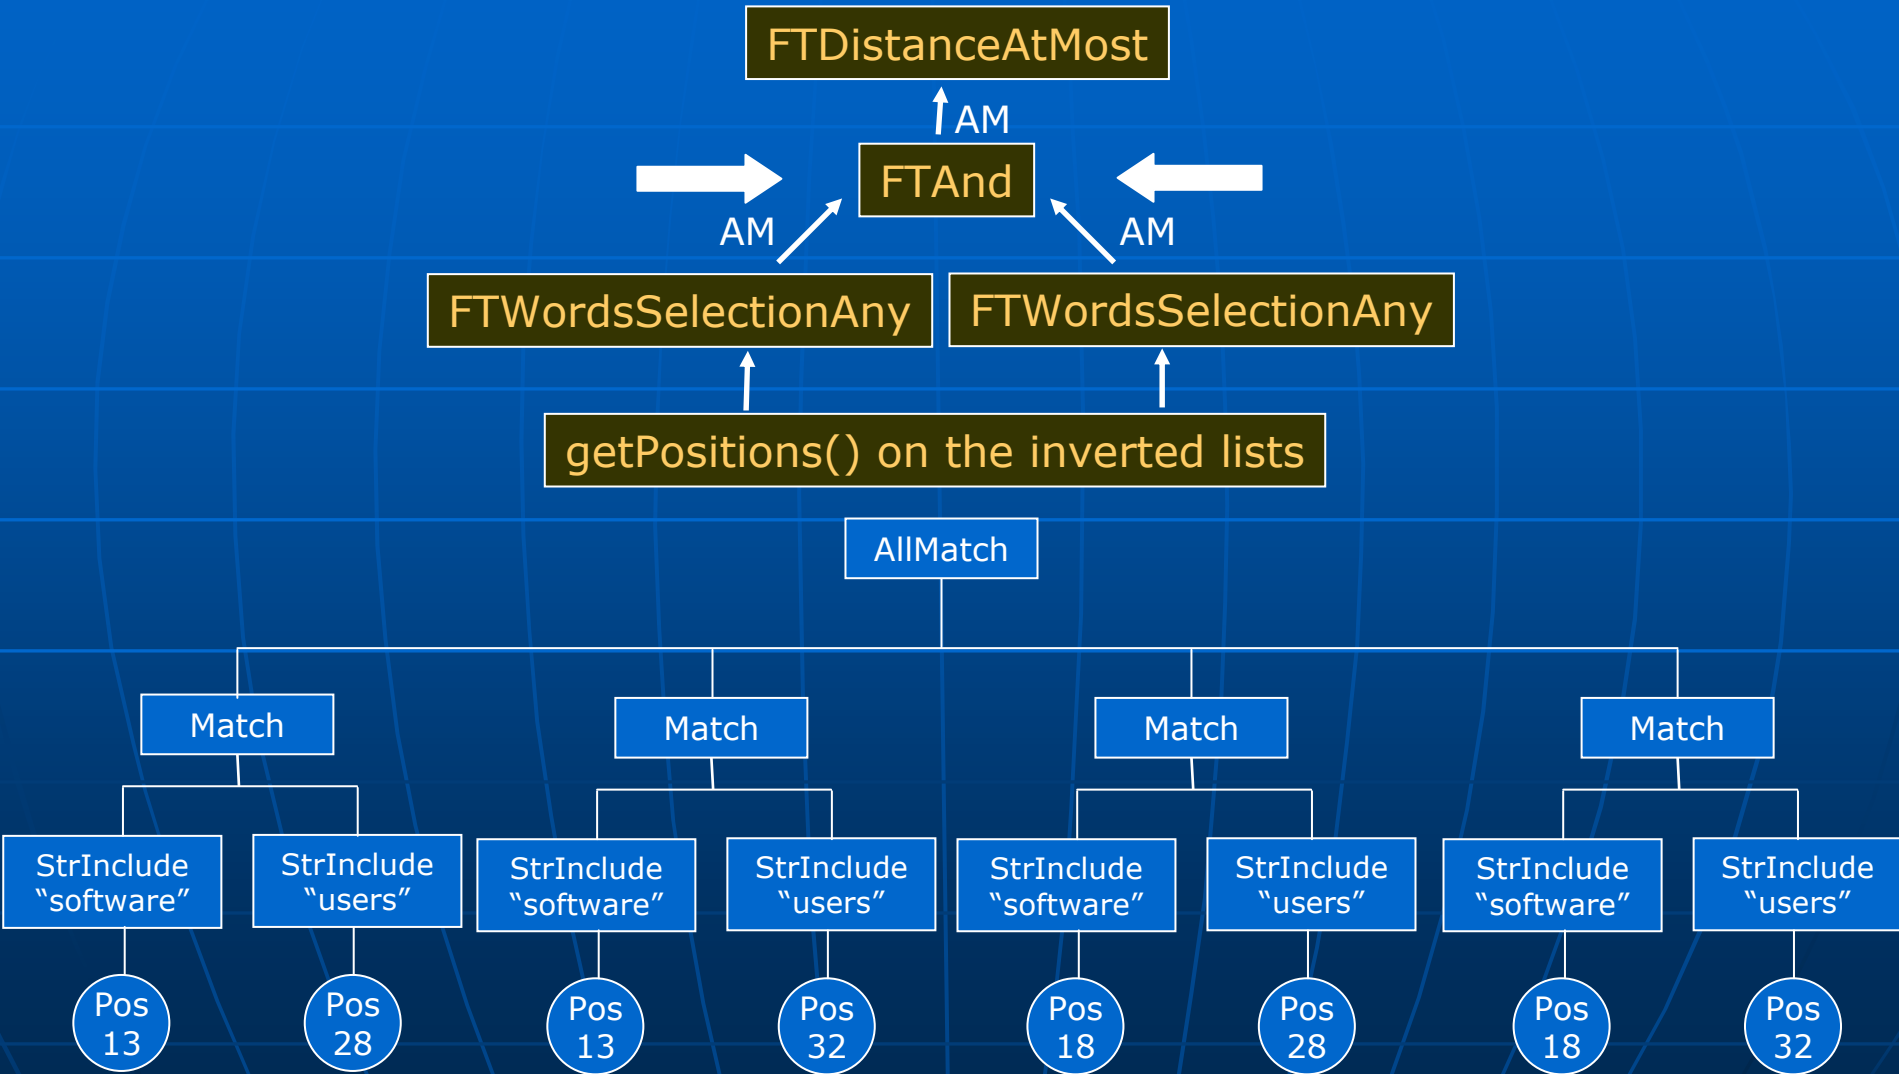 FTDistanceAtMost
AM
FTAnd
AM
AM
FTWordsSelectionAny
FTWordsSelectionAny
getPositions() on the inverted lists
AllMatch
Match
Match
Match
Match
StrInclude
“software”
StrInclude
“users”
StrInclude
“software”
StrInclude
“users”
StrInclude
“software”
StrInclude
“users”
StrInclude
“software”
StrInclude
“users”
Pos
13
Pos
28
Pos
13
Pos
32
Pos
18
Pos
28
Pos
18
Pos
32